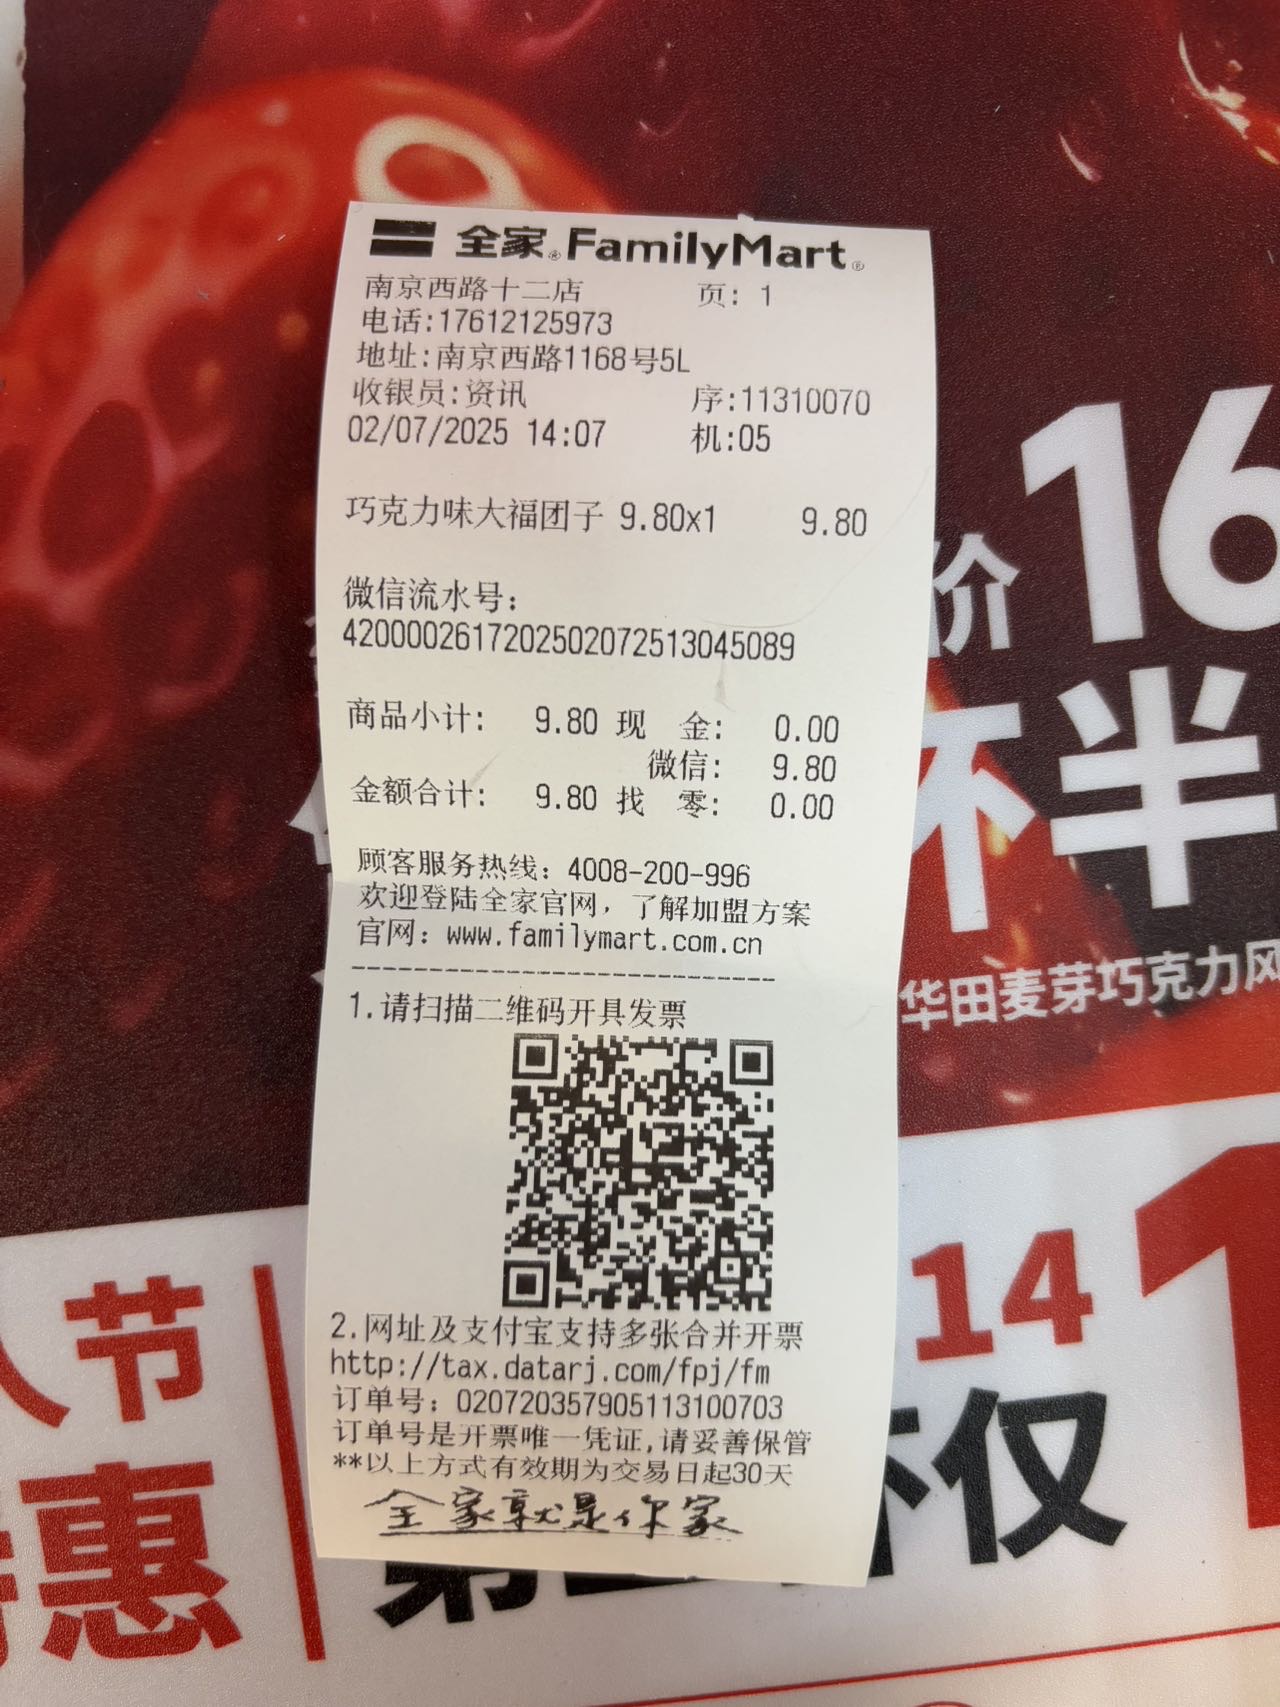 全家®FamilyMart®
南京西路十二店 页: 1
电话:17612125973
地址:南京西路1168号5L
收银员:资讯 序:11310070
02/07/2025 14:07 机:05
巧克力味大福团子 9.80x1 9.80
微信流水号:
4200002617202502072513045089
商品小计: 9.80 现 金: 0.00
微信: 9.80
金额合计: 9.80 找 零: 0.00
顾客服务热线: 4008-200-996
欢迎登陆全家官网, 了解加盟方案
官网: www.familymart.com.cn
1.请扫描二维码开具发票
2.网址及支付宝支持多张合并开票
http://tax.datarj.com/fpj/fm
订单号: 020720357905113100703
订单号是开票唯一凭证,请妥善保管
**以上方式有效期为交易日起30天
全家就是你家
价16
杯半
华田麦芽巧克力风
人节
特惠
14
第二杯仅1